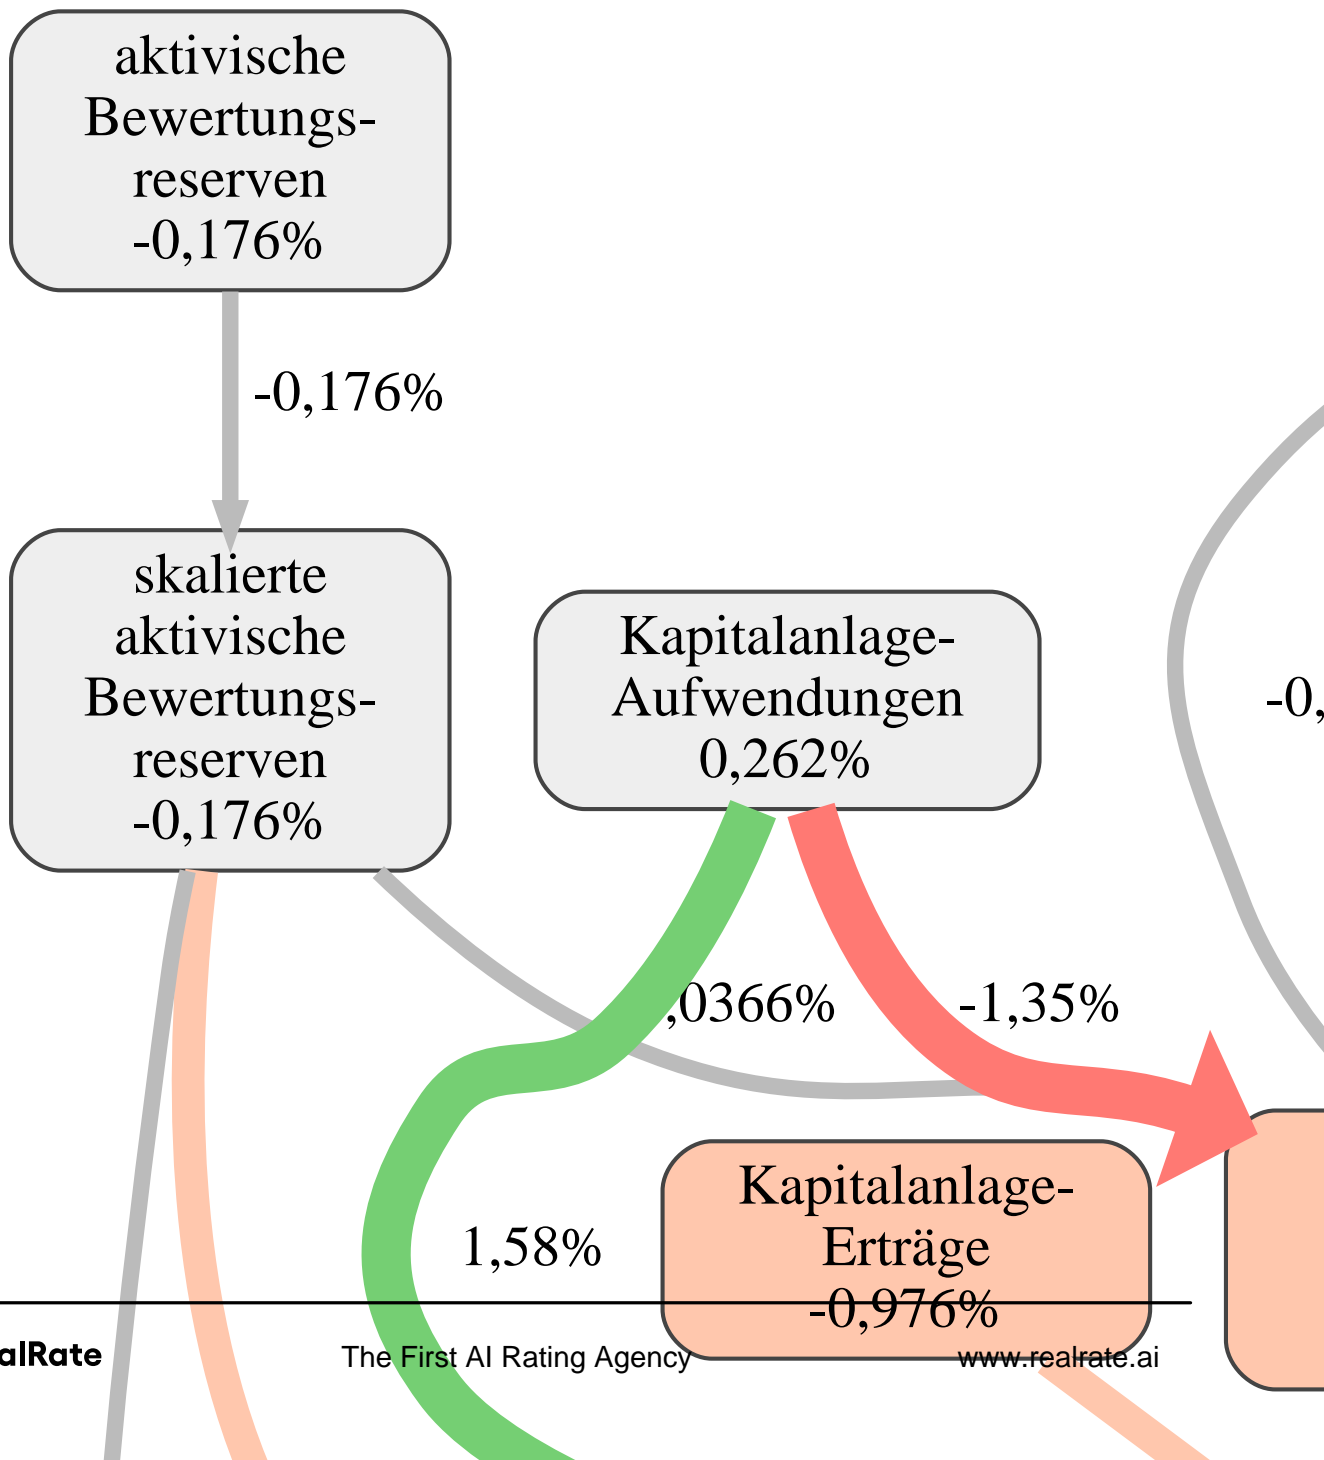 aktivische
Bewertungs-
reserven
-0,176%
-0,176%
skalierte
aktivische
Bewertungs-
reserven
-0,176%
Kapitalanlage-
Aufwendungen
0,262%
-0,
,0366%
-1,35%
1,58%
Kapitalanlage-
Erträge
-0,976%
alRate
The First AI Rating Agency
www.realrate.ai